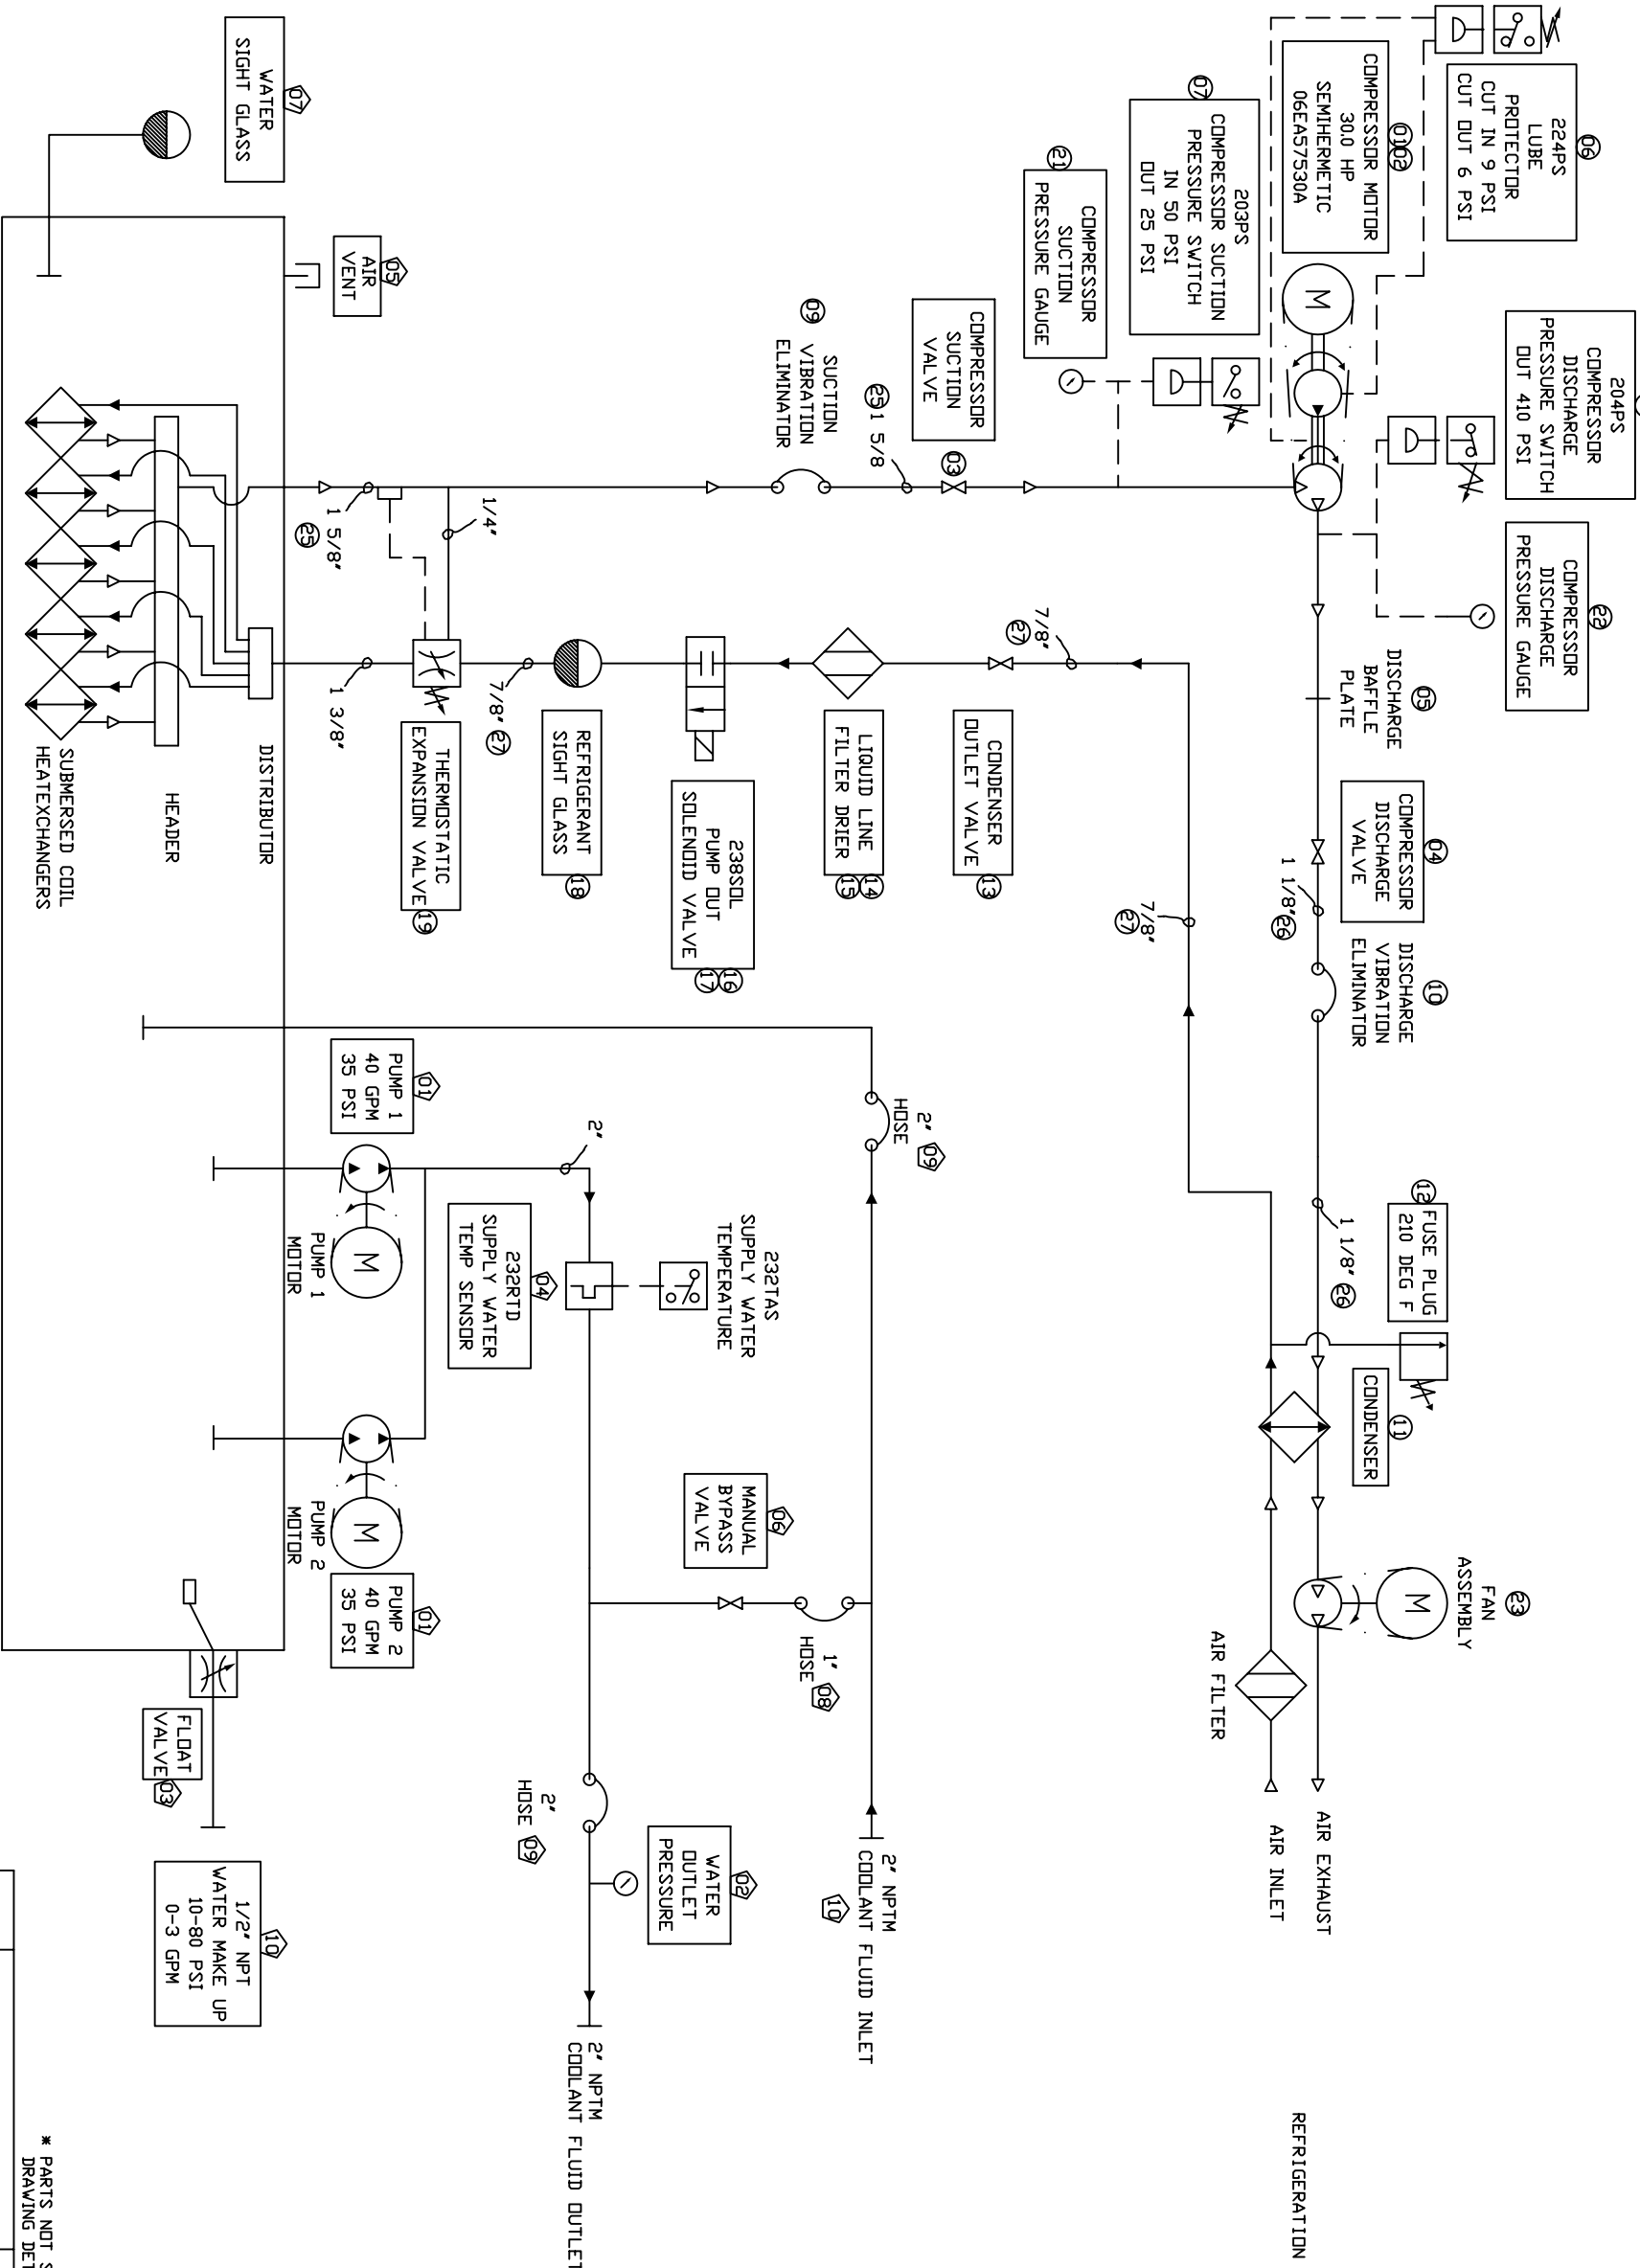 204PS
COMPRESSOR
DISCHARGE
PRESSURE SWITCH
OUT 410 PSI
06
224PS
LUBE
PROTECTOR
CUT IN 9 PSI
CUT OUT 6 PSI
22
COMPRESSOR
DISCHARGE
PRESSURE GAUGE
23
FAN
ASSEMBLY
M
0102
COMPRESSOR MOTOR
30.0 HP
SEMIHERMETIC
06EA57530A
M
05
DISCHARGE
BAFFLE
PLATE
04
COMPRESSOR
DISCHARGE
VALVE
10
DISCHARGE
VIBRATION
ELIMINATOR
12
FUSE PLUG
210 DEG F
11
CONDENSER
1 1/8" 26
1 1/8" 26
AIR EXHAUST
AIR INLET
AIR FILTER
REFRIGERATION
07
203PS
COMPRESSOR SUCTION
PRESSURE SWITCH
IN 50 PSI
OUT 25 PSI
7/8"
27
21
COMPRESSOR
SUCTION
PRESSURE GAUGE
7/8"
27
COMPRESSOR
SUCTION
VALVE
03
CONDENSER
OUTLET VALVE
13
25 1 5/8
09
SUCTION
VIBRATION
ELIMINATOR
LIQUID LINE
FILTER DRIER
14
15
2"
HOSE
09
2" NPTM
COOLANT FLUID INLET
10
238SOL
PUMP OUT
SOLENOID VALVE
16
17
232TAS
SUPPLY WATER
TEMPERATURE
06
MANUAL
BYPASS
VALVE
1"
HOSE
08
02
WATER
OUTLET
PRESSURE
REFRIGERANT
SIGHT GLASS
18
2" NPTM
COOLANT FLUID OUTLET
2"
2"
HOSE
09
1/4"
7/8" 27
04
232RTD
SUPPLY WATER
TEMP SENSOR
THERMOSTATIC
EXPANSION VALVE
19
05
AIR
VENT
1 5/8"
25
1 3/8"
01
PUMP 1
40 GPM
35 PSI
M
PUMP 1
MOTOR
M
PUMP 2
MOTOR
01
PUMP 2
40 GPM
35 PSI
07
WATER
SIGHT GLASS
DISTRIBUTOR
HEADER
SUBMERSED COIL
HEATEXCHANGERS
FLOAT
VALVE
03
10
1/2" NPT
WATER MAKE UP
10-80 PSI
0-3 GPM
* PARTS NOT
DRAWING